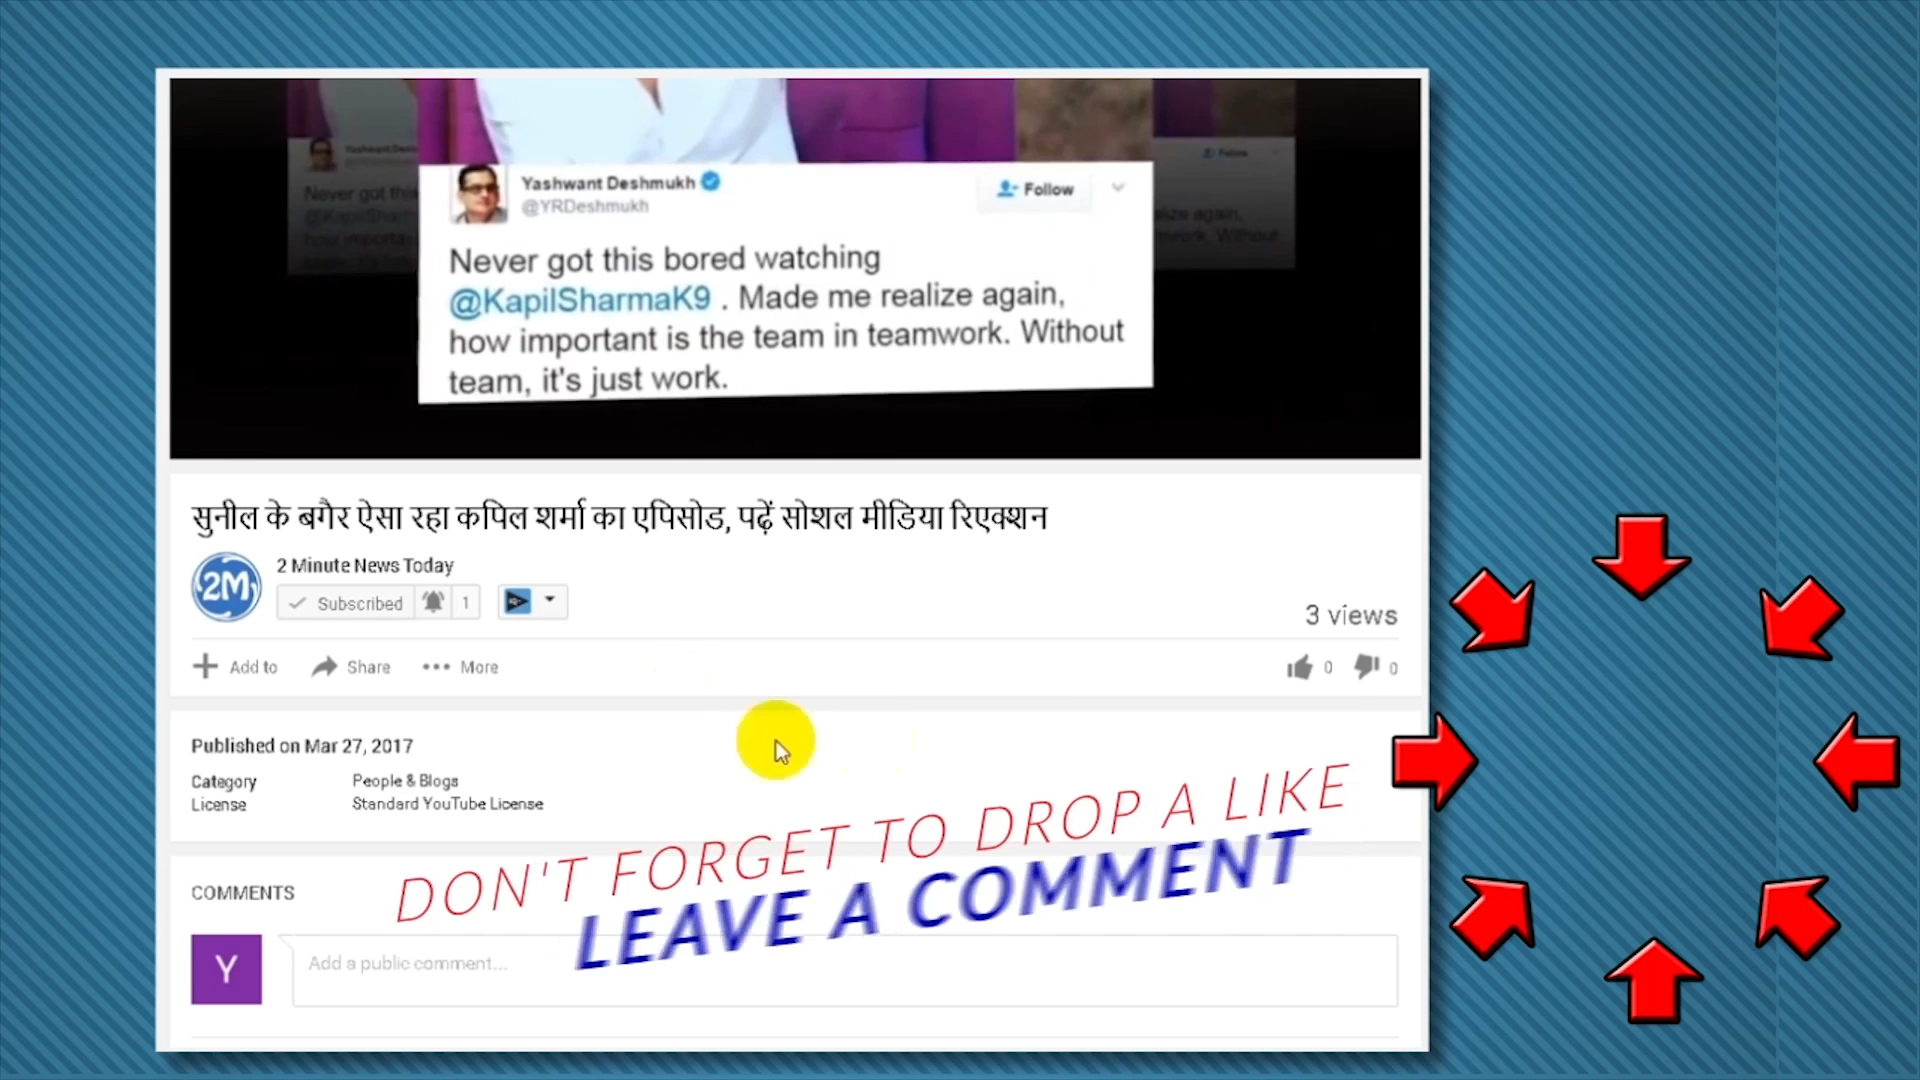 Yashwant Deshmukh
@YRDeshmukh
Follow
Never got this bored watching
@KapilSharmaK9 . Made me realize again,
how important is the team in teamwork. Without
team, it's just work.
सुनील के बगैर ऐसा रहा कपिल शर्मा का एपिसोड, पढ़ें सोशल मीडिया रिएक्शन
2M
2 Minute News Today
Subscribed 1
3 views
Add to Share More 0 0
Published on Mar 27, 2017
Category People & Blogs
License Standard YouTube License
DON'T FORGET TO DROP A LIKE
LEAVE A COMMENT
COMMENTS
Y
Add a public comment...